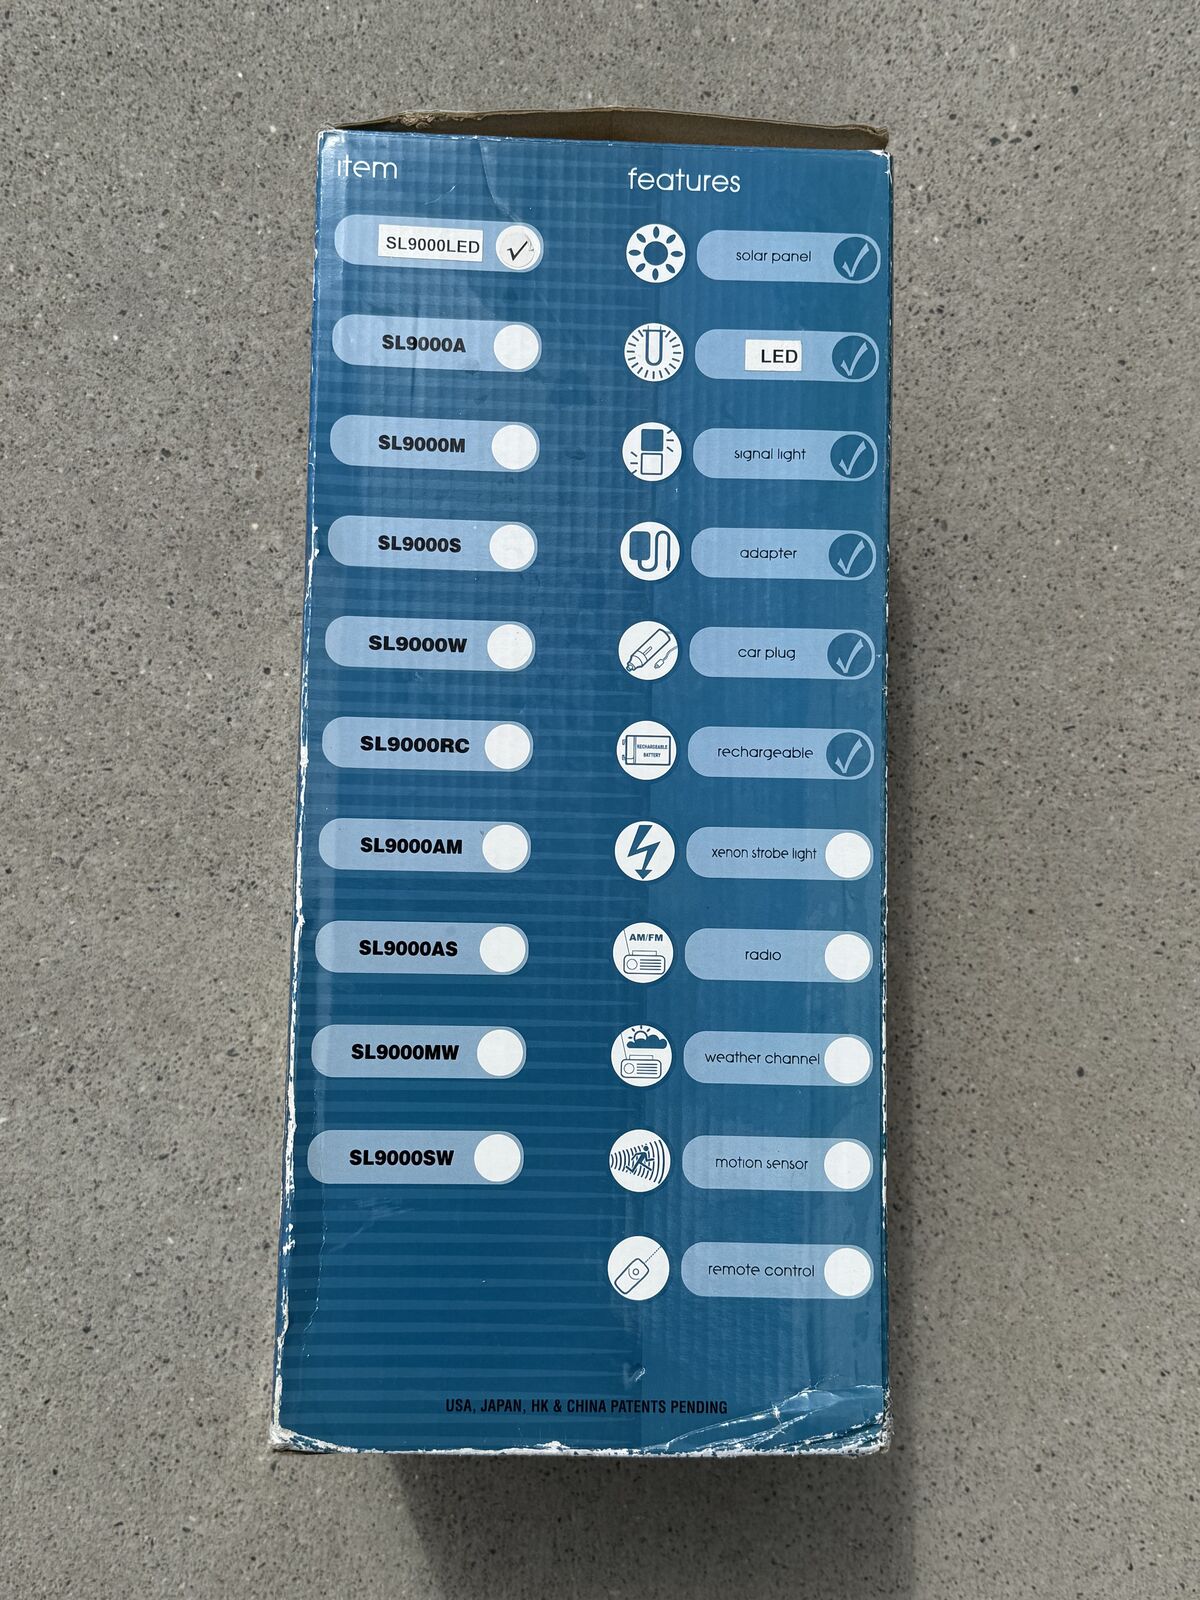 item
SL9000LED
SL9000A
SL9000M
SL9000S
SL9000W
SL9000RC
SL9000AM
SL9000AS
SL9000MW
SL9000SW
features
solar panel
LED
signal light
adapter
car plug
RECHARGEABLE
BATTERY
rechargeable
xenon strobe light
AM/FM
radio
weather channel
motion sensor
remote control
USA, JAPAN, HK & CHINA PATENTS PENDING